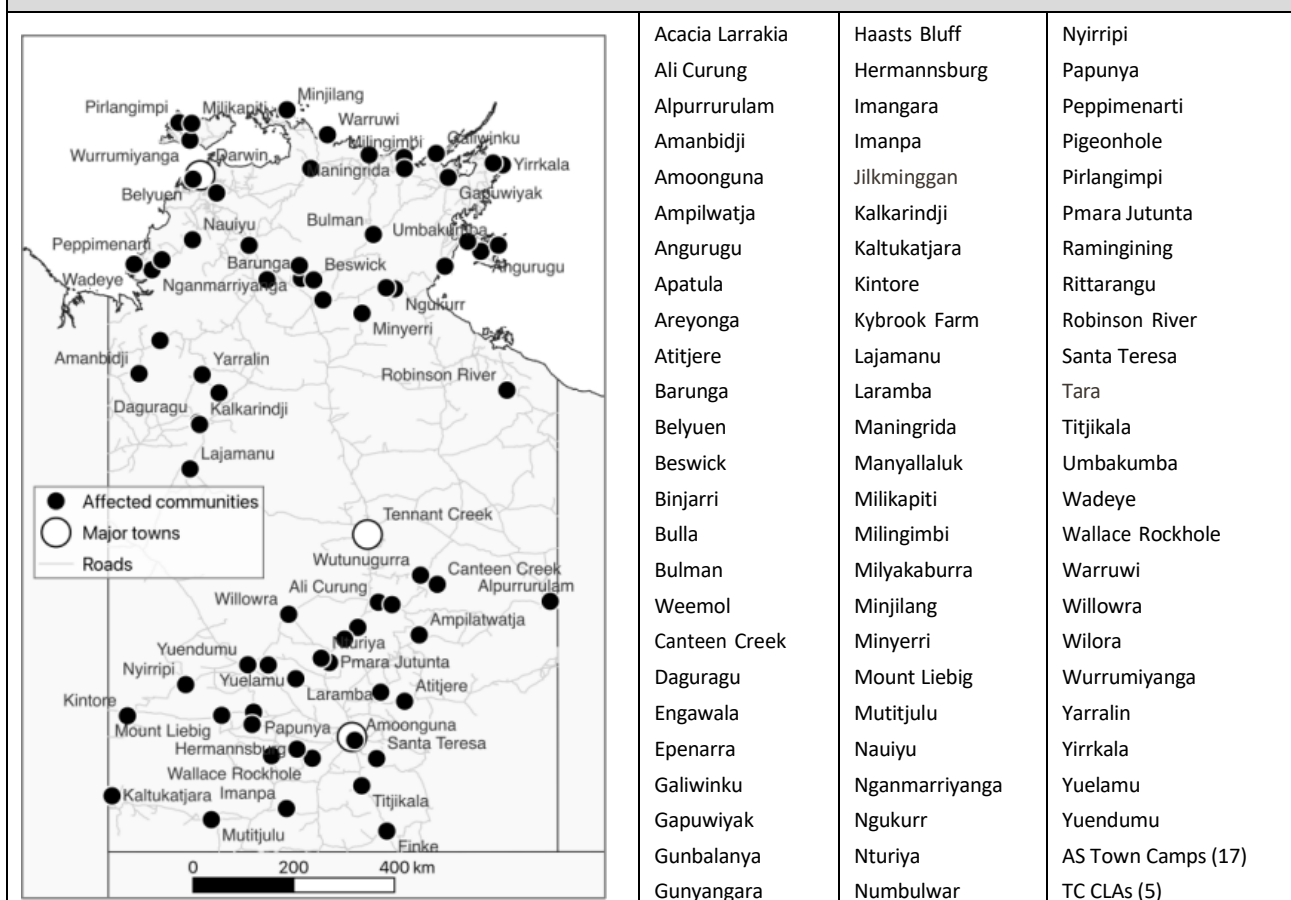 Pirlangimpi
Milikapiti
Minjilang
Warruwi
Wurrumiyanga
Darwin
Milingimbi
Galiwinku
Maningrida
Yirrkala
Belyuen
Gapuwiyak
Nauiyu
Bulman
Umbakumba
Peppimenarti
Barunga
Beswick
Angurugu
Wadeye
Nganmarriyanga
Ngukurr
Minyerri
Amanbidji
Yarralin
Robinson River
Daguragu
Kalkarindji
Lajamanu
Affected communities
Major towns
Roads
Tennant Creek
Wutunugurra
Canteen Creek
Ali Curung
Alpurrurulam
Willowra
Ampilatwatja
Nturiya
Yuendumu
Pmara Jutunta
Nyirripi
Yuelamu
Laramba
Atitjere
Kintore
Mount Liebig
Papunya
Amoonguna
Hermannsburg
Santa Teresa
Wallace Rockhole
Kaltukatjara
Imanpa
Titjikala
Mutitjulu
Finke
0 200 400 km
Acacia Larrakia
Ali Curung
Alpurrurulam
Amanbidji
Amoonguna
Ampilwatja
Angurugu
Apatula
Areyonga
Atitjere
Barunga
Belyuen
Beswick
Binjarri
Bulla
Bulman
Weemol
Canteen Creek
Daguragu
Engawala
Epenarra
Galiwinku
Gapuwiyak
Gunbalanya
Gunyangara
Haasts Bluff
Hermannsburg
Imangara
Imanpa
Jilkminggan
Kalkarindji
Kaltukatjara
Kintore
Kybrook Farm
Lajamanu
Laramba
Maningrida
Manyallaluk
Milikapiti
Milingimbi
Milyakaburra
Minjilang
Minyerri
Mount Liebig
Mutitjulu
Nauiyu
Nganmarriyanga
Ngukurr
Nturiya
Numbulwar
Nyirripi
Papunya
Peppimenarti
Pigeonhole
Pirlangimpi
Pmara Jutunta
Ramingining
Rittarangu
Robinson River
Santa Teresa
Tara
Titjikala
Umbakumba
Wadeye
Wallace Rockhole
Warruwi
Willowra
Wilora
Wurrumiyanga
Yarralin
Yirrkala
Yuelamu
Yuendumu
AS Town Camps (17)
TC CLAs (5)